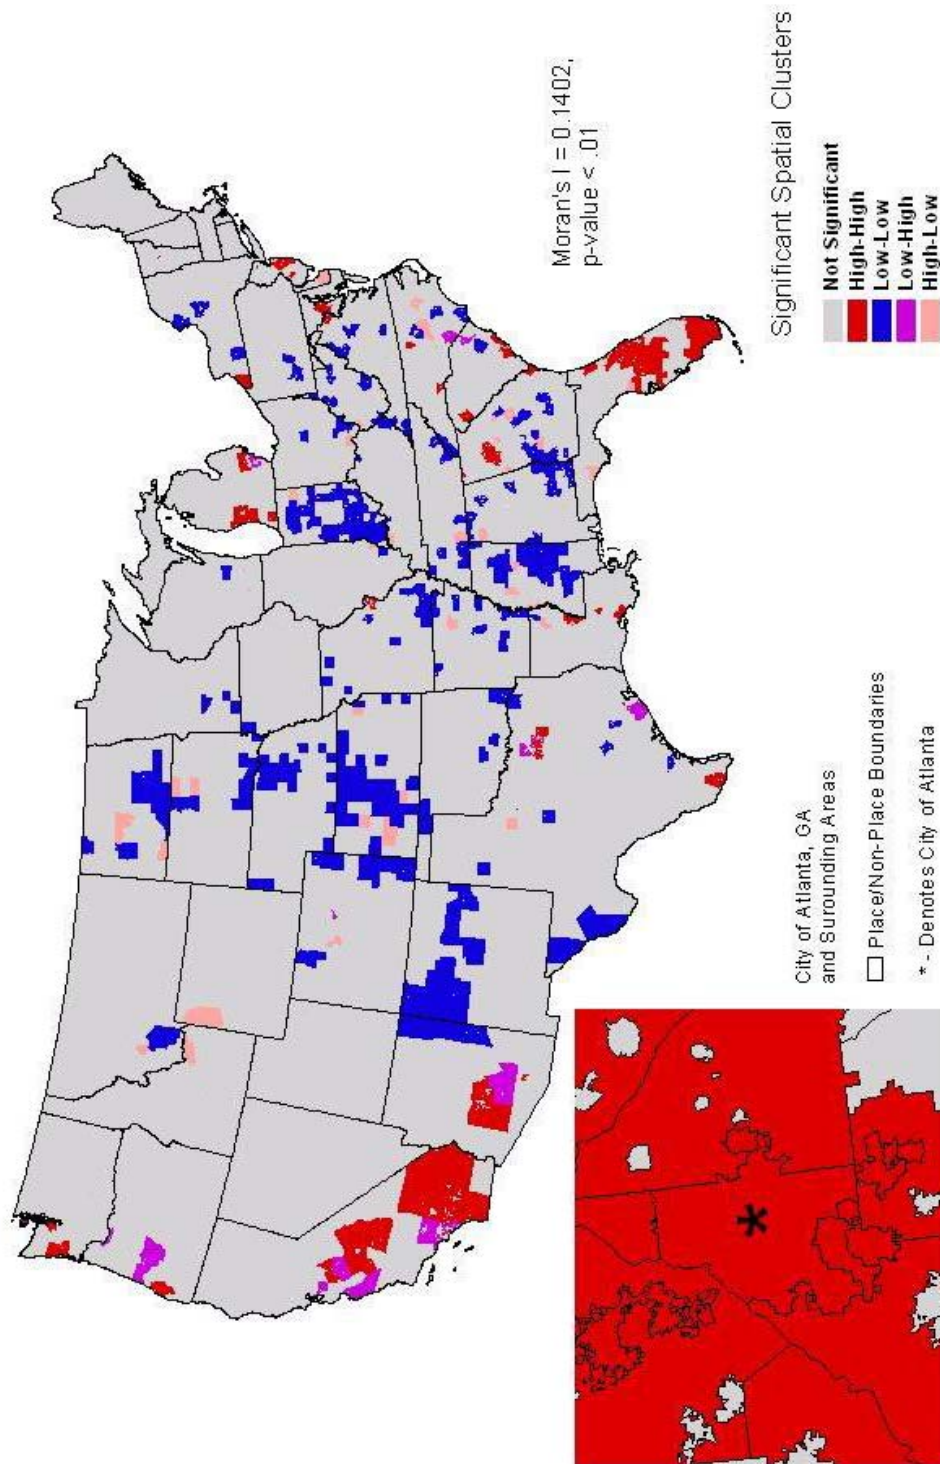 Moran's I = 0.1402,
p-value < .01
Significant Spatial Clusters
Not Significant
High-High
Low-Low
Low-High
High-Low
City of Atlanta, GA
and Surounding Areas
Place/Non-Place Boundaries
* - Denotes City of Atlanta
*